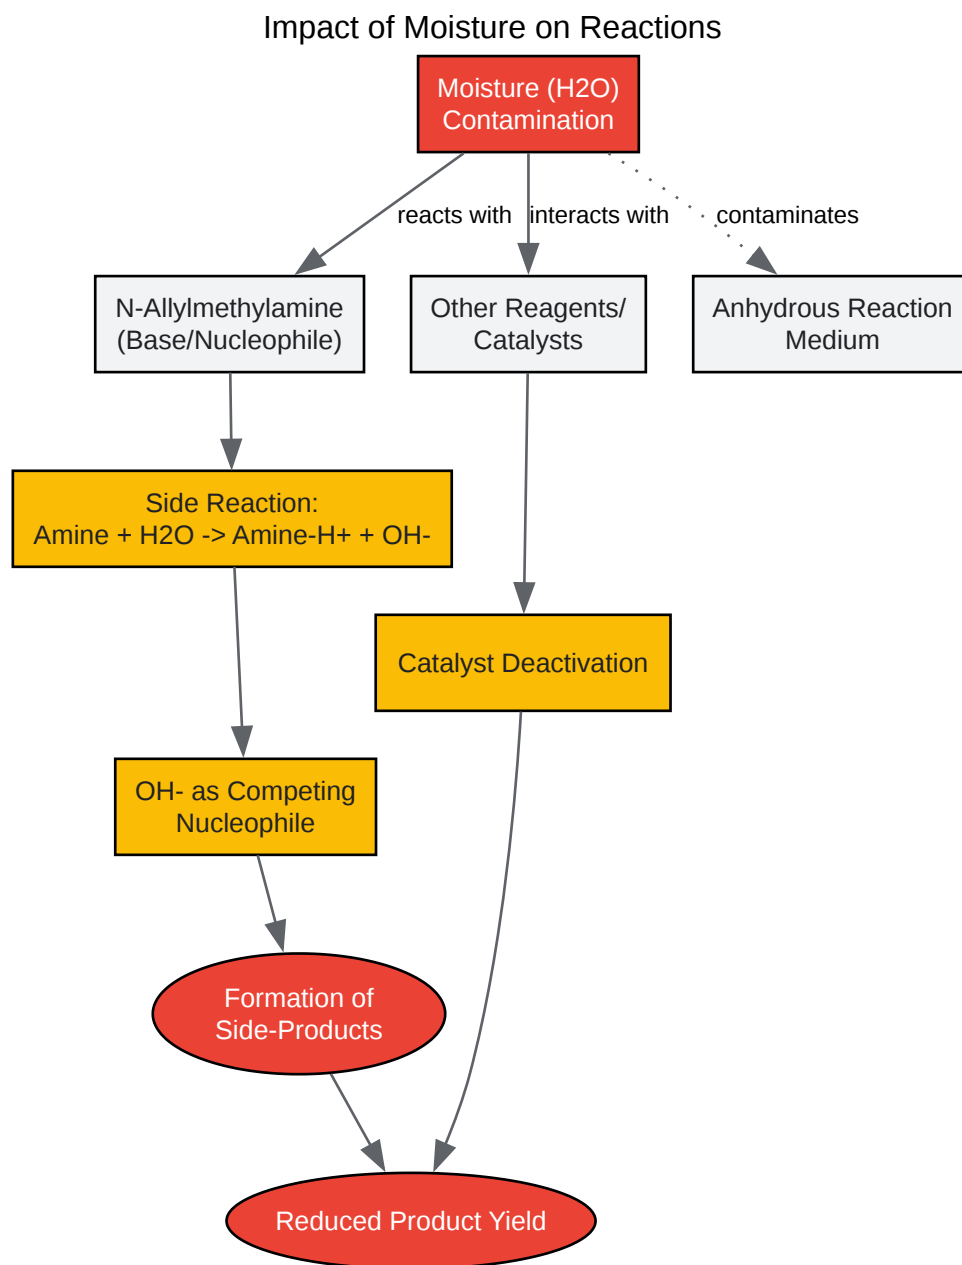 Impact of Moisture on Reactions
Moisture (H2O)
Contamination
reacts with
interacts with
contaminates
N-Allylmethylamine
(Base/Nucleophile)
Other Reagents/
Catalysts
Anhydrous Reaction
Medium
Side Reaction:
Amine + H2O -> Amine-H+ + OH-
Catalyst Deactivation
OH- as Competing
Nucleophile
Formation of
Side-Products
Reduced Product Yield